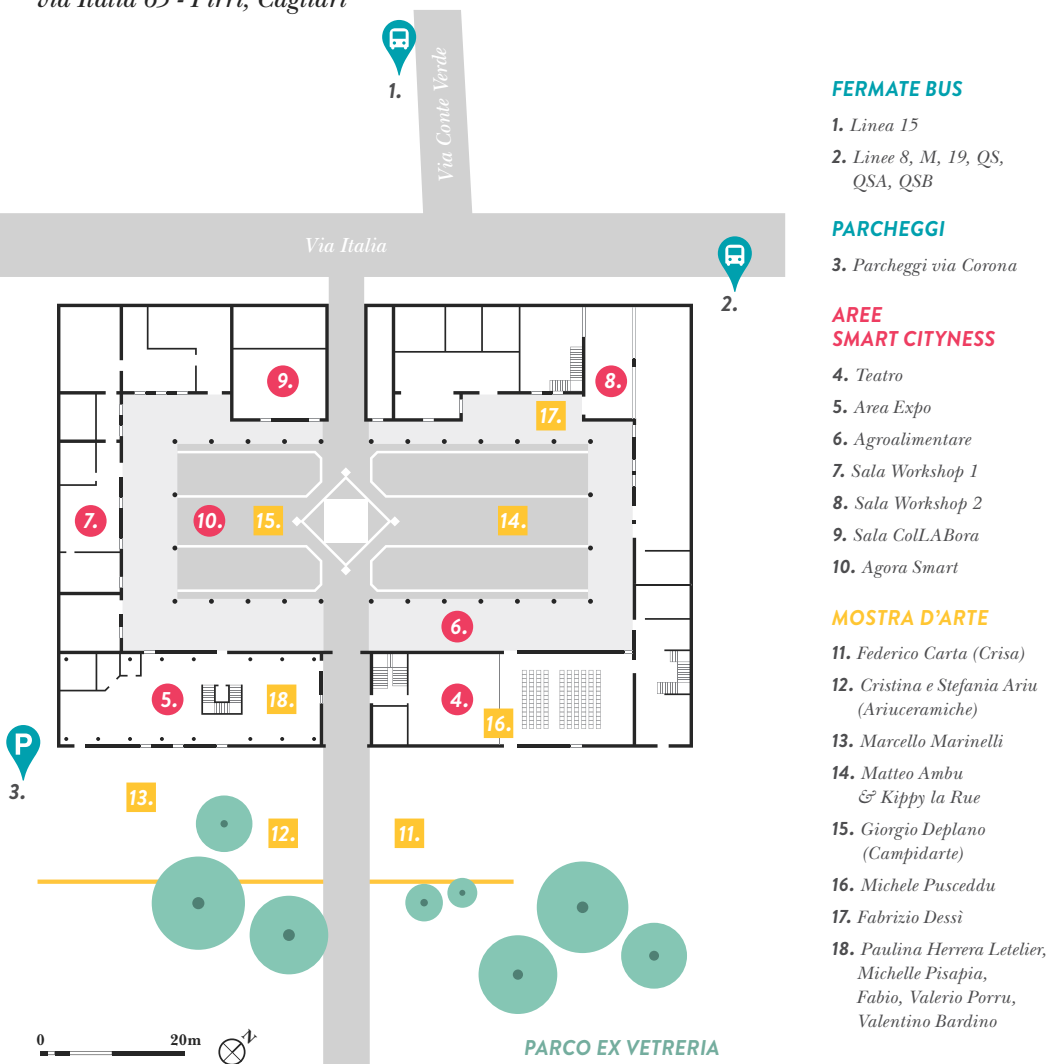 via Italia 63 - Pirri, Cagliari
1.
Via Conte Verde
Via Italia
2.
9.
8.
17.
7.
10.
15.
14.
6.
5.
18.
4.
16.
P
3.
13.
12.
11.
0
20m
N
PARCO EX VETRERIA
FERMATE BUS
1. Linea 15
2. Linee 8, M, 19, QS,
QSA, QSB
PARCHEGGI
3. Parcheggi via Corona
AREE
SMART CITYNESS
4. Teatro
5. Area Expo
6. Agroalimentare
7. Sala Workshop 1
8. Sala Workshop 2
9. Sala ColLABora
10. Agora Smart
MOSTRA D'ARTE
11. Federico Carta (Crisa)
12. Cristina e Stefania Ariu
(Ariuceramiche)
13. Marcello Marinelli
14. Matteo Ambu
& Kippy la Rue
15. Giorgio Deplano
(Campidarte)
16. Michele Pusceddu
17. Fabrizio Dessì
18. Paulina Herrera Letelier,
Michelle Pisapia,
Fabio, Valerio Porru,
Valentino Bardino